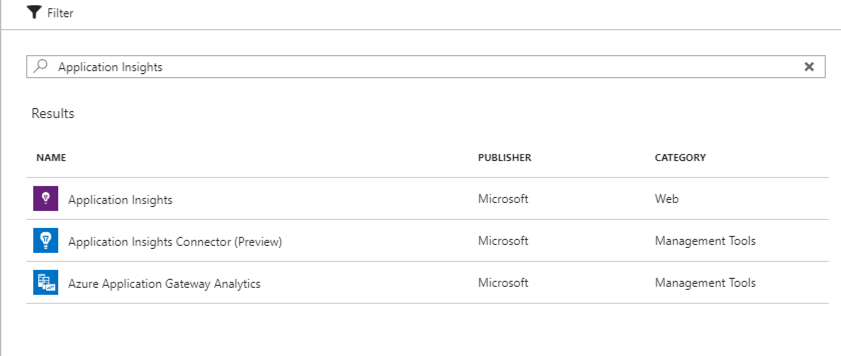 Filter
Application Insights
Results
NAME PUBLISHER CATEGORY
Application Insights Microsoft Web
Application Insights Connector (Preview) Microsoft Management Tools
Azure Application Gateway Analytics Microsoft Management Tools